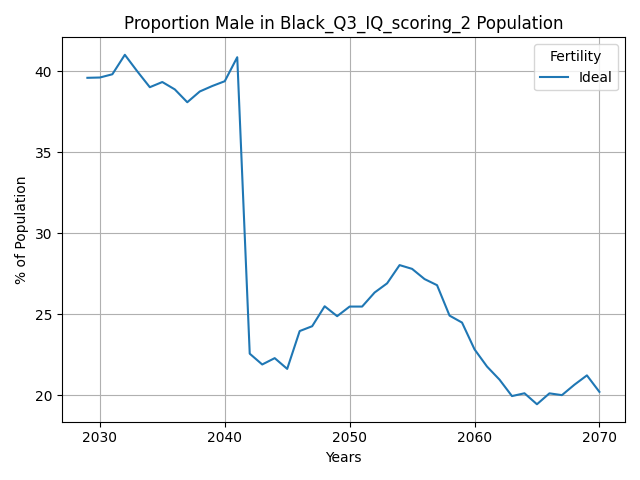 Proportion Male in Black_Q3_IQ_scoring_2 Population
Fertility
Ideal
% of Population
40
35
30
25
20
2030 2040 2050 2060 2070
Years